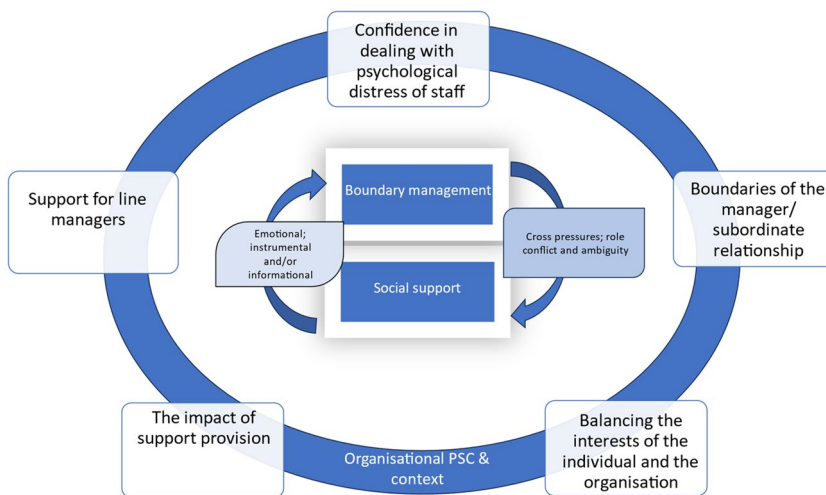 Confidence in
dealing with
psychological
distress of staff
Support for line
managers
Boundaries of the
manager/
subordinate
relationship
Boundary management
Emotional;
instrumental
and/or
informational
Cross pressures; role
conflict and ambiguity
Social support
The impact of
support provision
Balancing the
interests of the
individual and the
organisation
Organisational PSC &
context